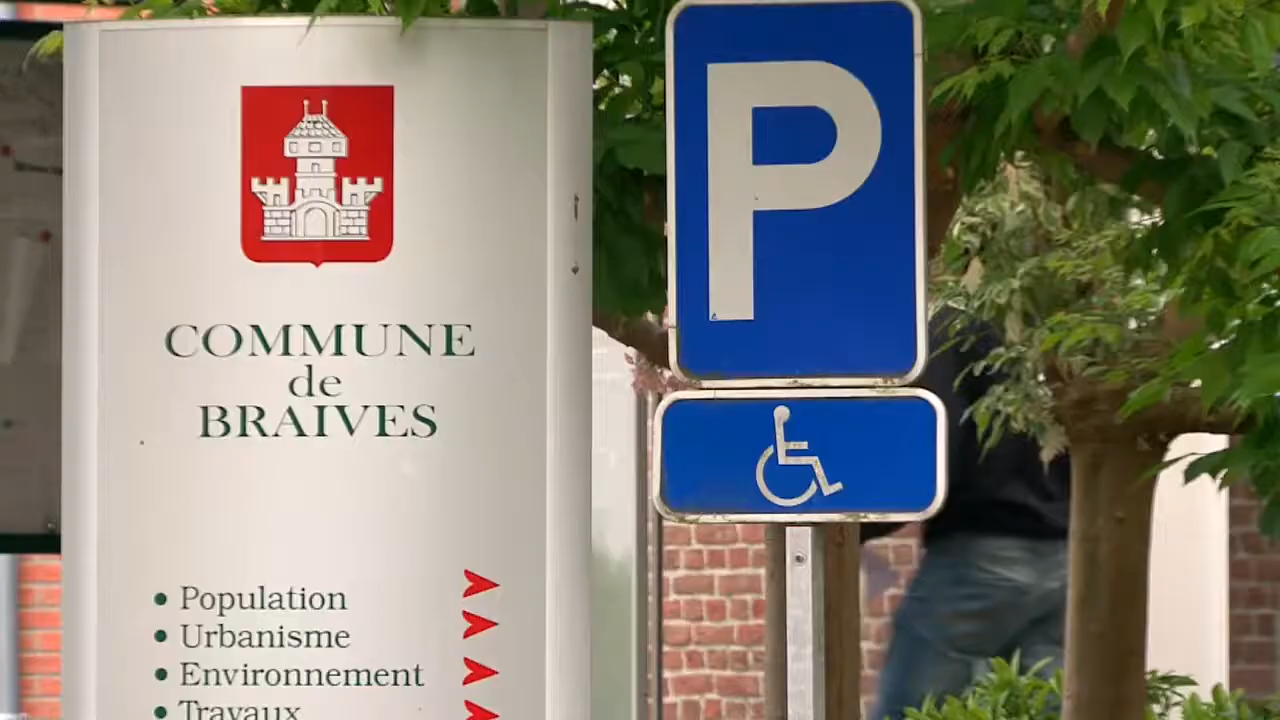 COMMUNE
de
BRAIVES
• Population
• Urbanisme
• Environnement
• Travaux
P